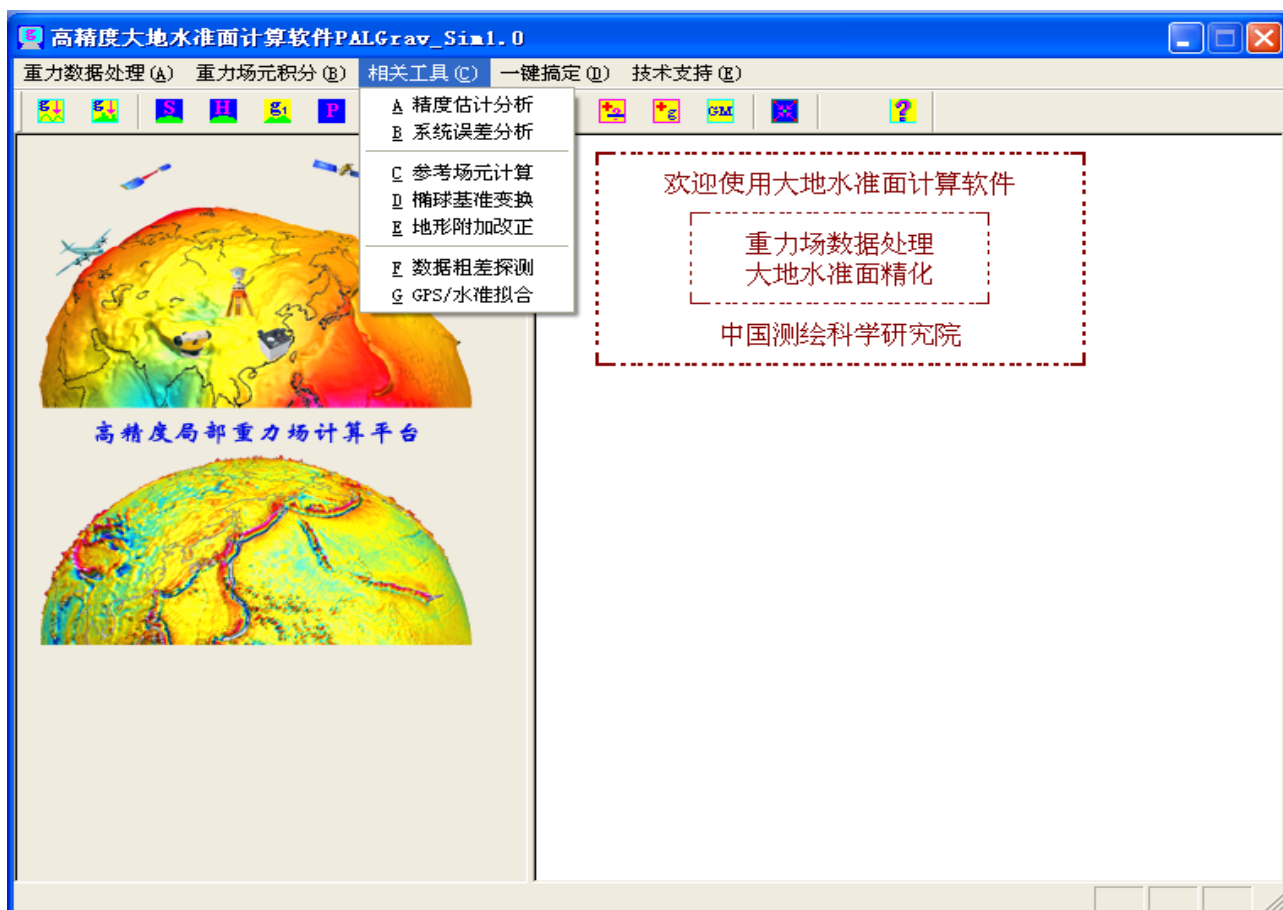 高精度大地水准面计算软件PALGrav_Sim1.0
重力数据处理(A) 重力场元积分(B) 相关工具(C) 一键搞定(D) 技术支持(E)
S H g1 P +g GM ?
A 精度估计分析
B 系统误差分析
C 参考场元计算
D 椭球基准变换
E 地形附加改正
F 数据粗差探测
G GPS/水准拟合
高精度局部重力场计算平台
欢迎使用大地水准面计算软件
重力场数据处理
大地水准面精化
中国测绘科学研究院